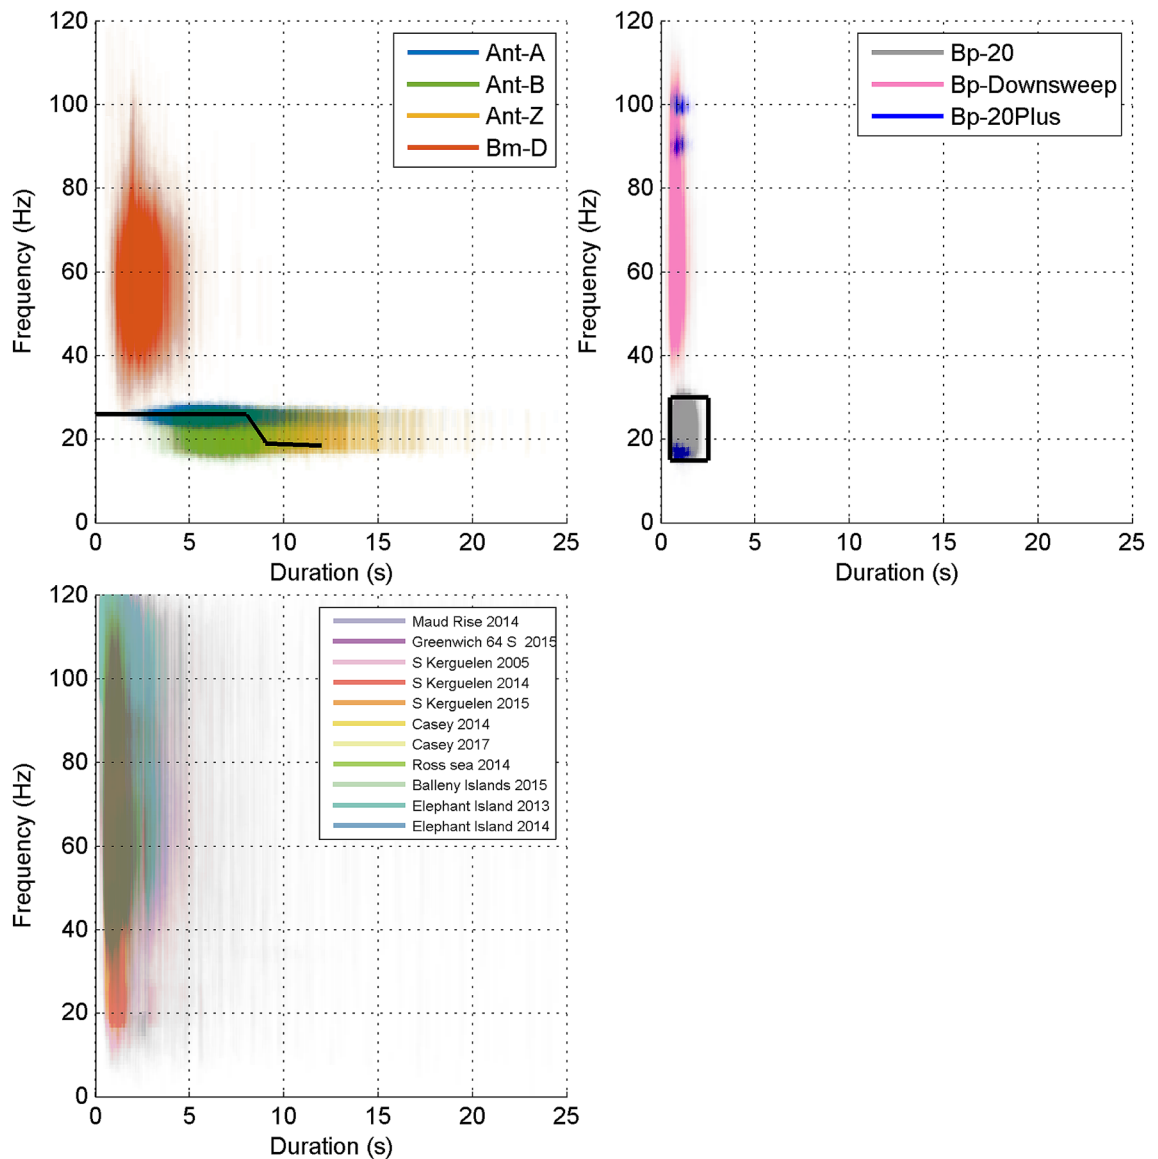 120
100
80
60
40
20
0
Frequency (Hz)
0 5 10 15 20 25
Duration (s)
Ant-A
Ant-B
Ant-Z
Bm-D
120
100
80
60
40
20
0
Frequency (Hz)
0 5 10 15 20 25
Duration (s)
Bp-20
Bp-Downsweep
Bp-20Plus
120
100
80
60
40
20
0
Frequency (Hz)
0 5 10 15 20 25
Duration (s)
Maud Rise 2014
Greenwich 64 S 2015
S Kerguelen 2005
S Kerguelen 2014
S Kerguelen 2015
Casey 2014
Casey 2017
Ross sea 2014
Balleny Islands 2015
Elephant Island 2013
Elephant Island 2014